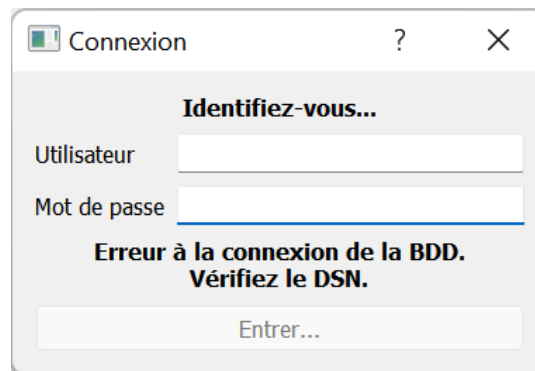 Connexion ?
Identifiez-vous...
Utilisateur
Mot de passe
Erreur à la connexion de la BDD.
Vérifiez le DSN.
Entrer...